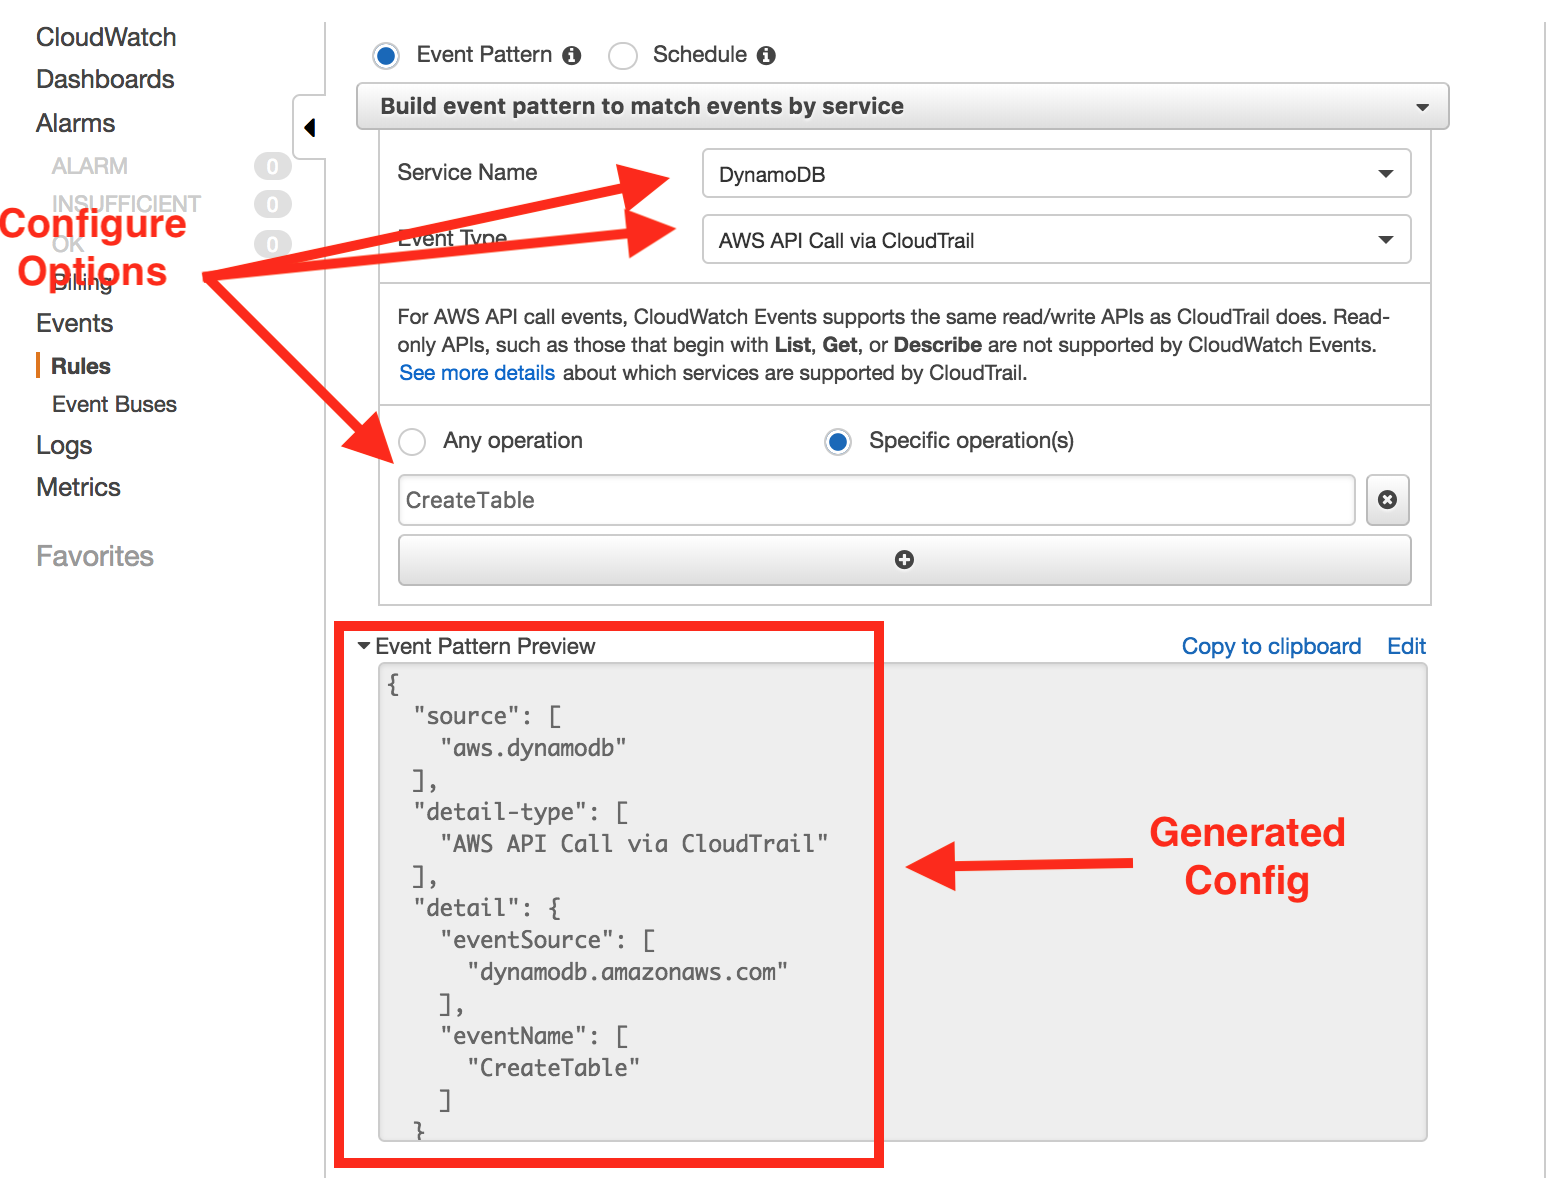 CloudWatch
Dashboards
Alarms
ALARM 0
INSUFFICIENT 0
OK 0
Billing
Events
Rules
Event Buses
Logs
Metrics
Favorites
Configure
Options
Event Pattern Schedule
Build event pattern to match events by service
Service Name DynamoDB
Event Type AWS API Call via CloudTrail
For AWS API call events, CloudWatch Events supports the same read/write APIs as CloudTrail does. Read-
only APIs, such as those that begin with List, Get, or Describe are not supported by CloudWatch Events.
See more details about which services are supported by CloudTrail.
Any operation Specific operation(s)
CreateTable
Event Pattern Preview Copy to clipboard Edit
{
  "source": [
    "aws.dynamodb"
  ],
  "detail-type": [
    "AWS API Call via CloudTrail"
  ],
  "detail": {
    "eventSource": [
      "dynamodb.amazonaws.com"
    ],
    "eventName": [
      "CreateTable"
    ]
  }
Generated
Config